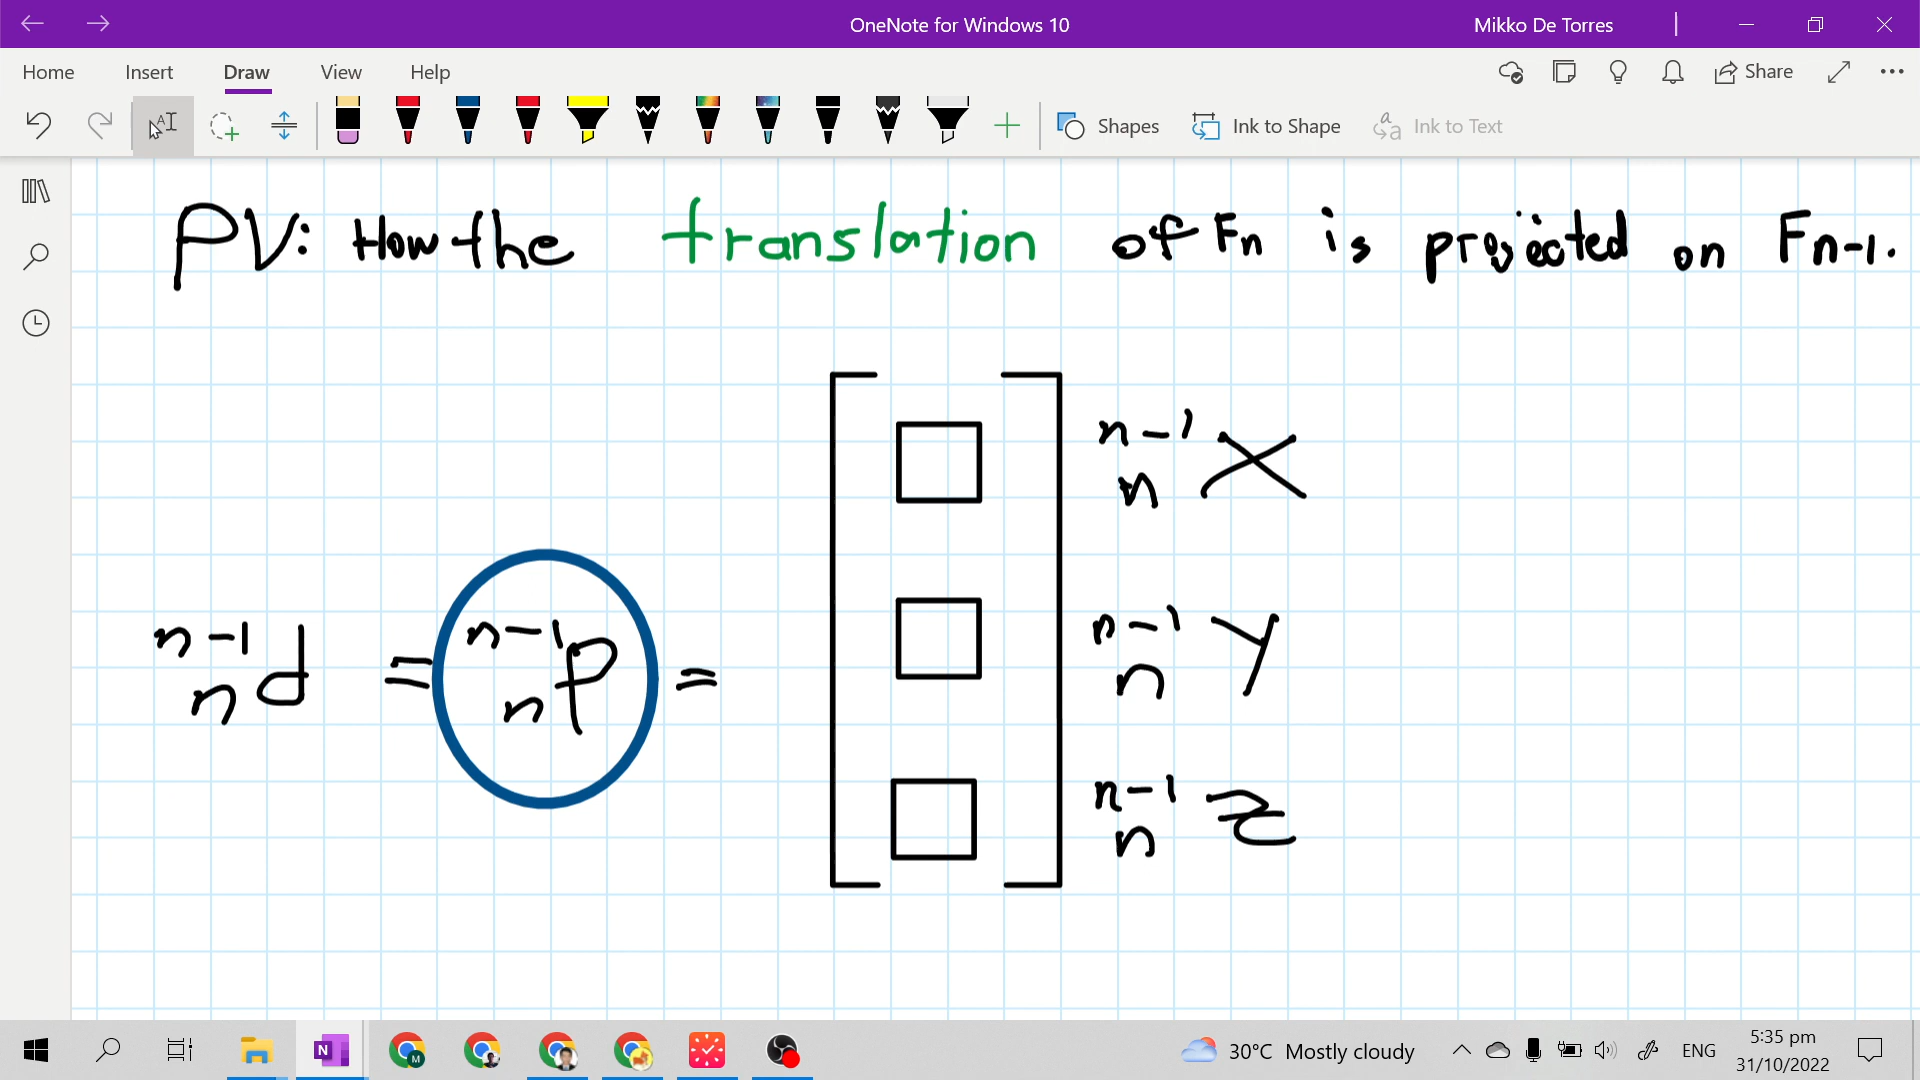 OneNote for Windows 10
Mikko De Torres
Home Insert Draw View Help
Share
Shapes Ink to Shape Ink to Text
PV: How the translation of Fn is projected on Fn-1.
n-1 X
n
n-1 d = n-1 P =
n n
n-1 y
n
n-1 z
n
30°C Mostly cloudy
ENG
5:35 pm
31/10/2022